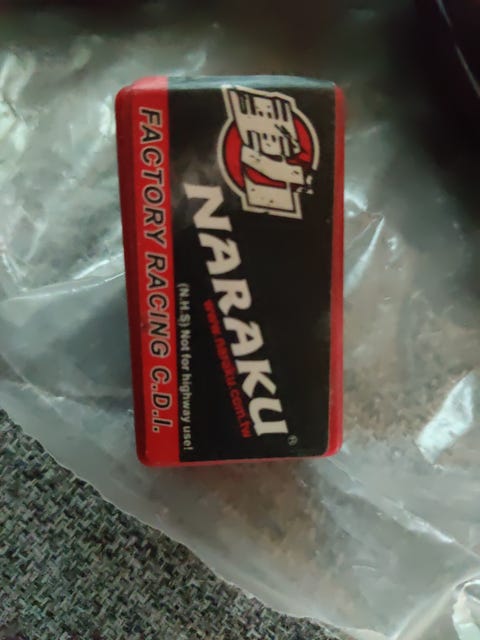 NARAKU®
www.naraku.com.tw
(N.H.S) Not for highway use!
FACTORY RACING C.D.I.